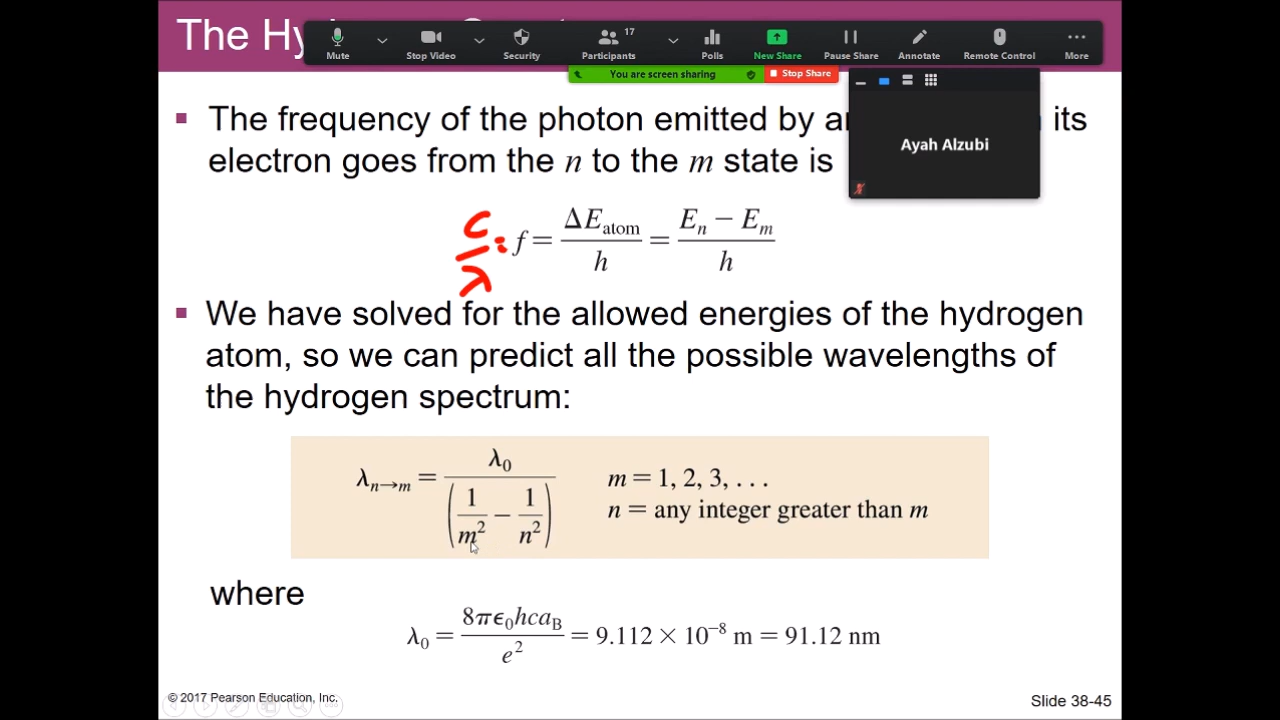 The Hy
Mute
Stop Video
Security
Participants
17
Polls
New Share
Pause Share
Annotate
Remote Control
More
You are screen sharing
Stop Share
Ayah Alzubi
The frequency of the photon emitted by an its
electron goes from the n to the m state is
c/λ = f = ΔE_atom/h = (E_n − E_m)/h
We have solved for the allowed energies of the hydrogen
atom, so we can predict all the possible wavelengths of
the hydrogen spectrum:
λ_{n→m} = λ_0/(1/m² − 1/n²) m = 1, 2, 3, . . .
n = any integer greater than m
where
λ_0 = 8πϵ_0hca_B/e² = 9.112 × 10⁻⁸ m = 91.12 nm
© 2017 Pearson Education, Inc.
Slide 38-45